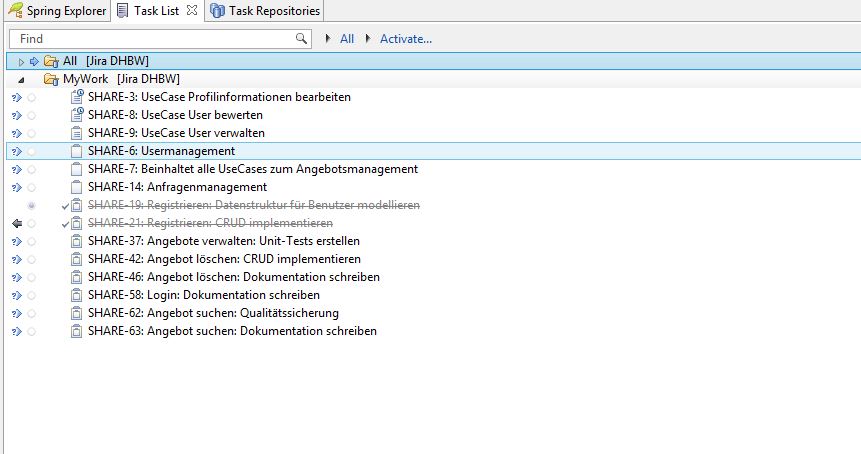 Spring Explorer Task List Task Repositories
Find All Activate...
All [Jira DHBW]
MyWork [Jira DHBW]
SHARE-3: UseCase Profilinformationen bearbeiten
SHARE-8: UseCase User bewerten
SHARE-9: UseCase User verwalten
SHARE-6: Usermanagement
SHARE-7: Beinhaltet alle UseCases zum Angebotsmanagement
SHARE-14: Anfragenmanagement
SHARE-19: Registrieren: Datenstruktur für Benutzer modellieren
SHARE-21: Registrieren: CRUD implementieren
SHARE-37: Angebote verwalten: Unit-Tests erstellen
SHARE-42: Angebot löschen: CRUD implementieren
SHARE-46: Angebot löschen: Dokumentation schreiben
SHARE-58: Login: Dokumentation schreiben
SHARE-62: Angebot suchen: Qualitätssicherung
SHARE-63: Angebot suchen: Dokumentation schreiben